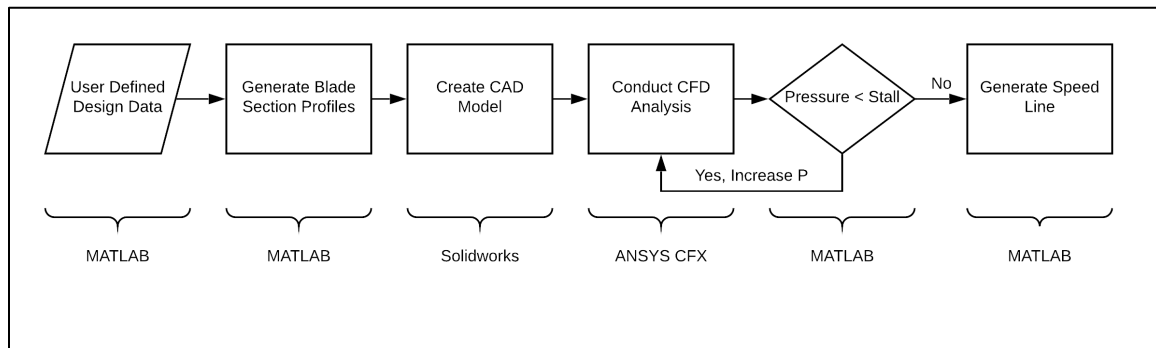 User Defined
Design Data
Generate Blade
Section Profiles
Create CAD
Model
Conduct CFD
Analysis
Pressure < Stall
No
Generate Speed
Line
Yes, Increase P
MATLAB
MATLAB
Solidworks
ANSYS CFX
MATLAB
MATLAB